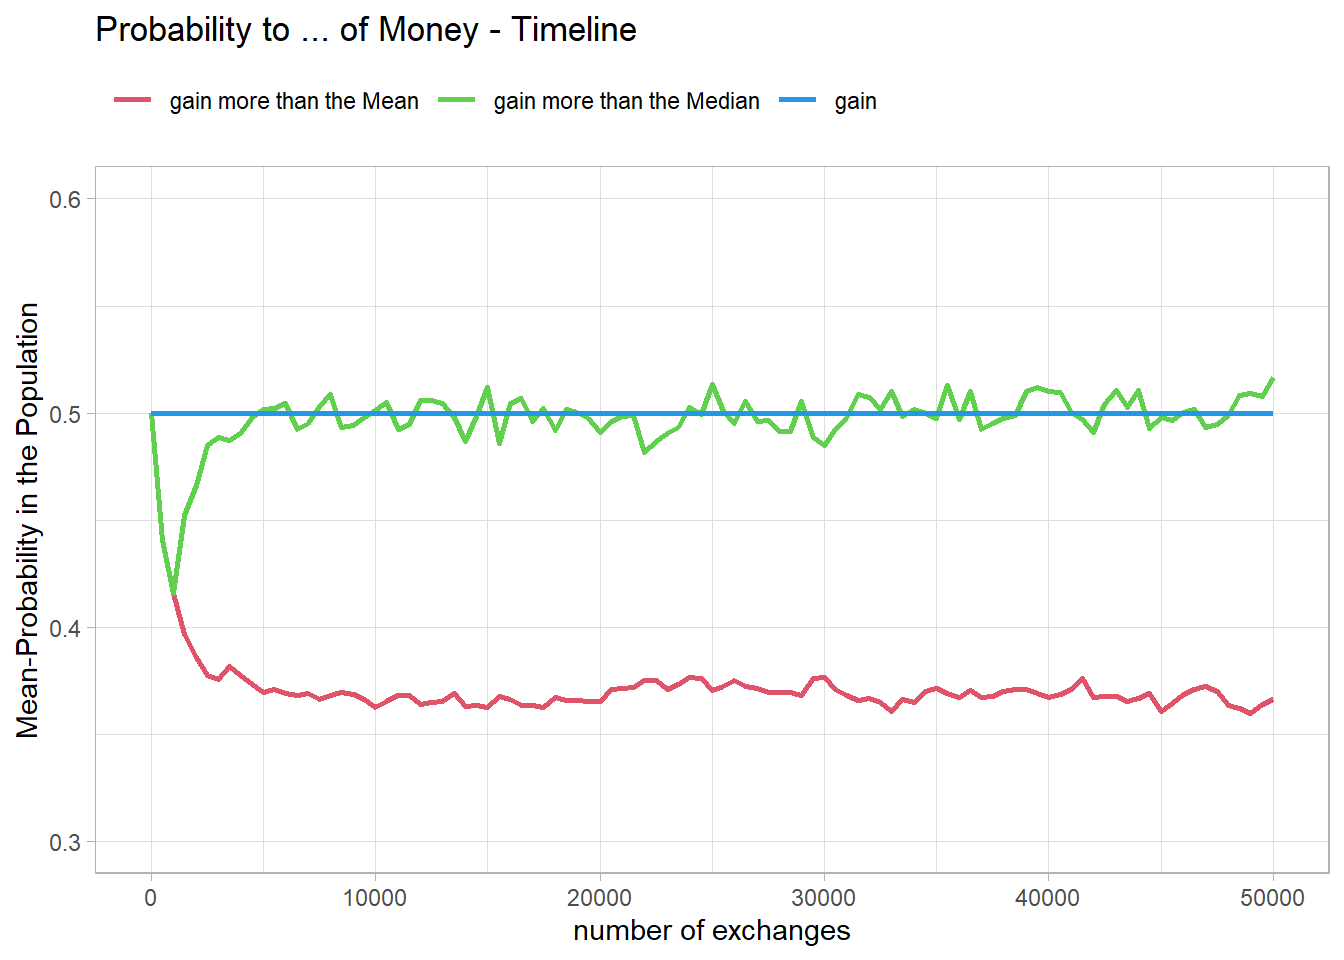 Probability to ... of Money - Timeline
gain more than the Mean gain more than the Median gain
Mean-Probability in the Population
0.6
0.5
0.4
0.3
0 10000 20000 30000 40000 50000
number of exchanges